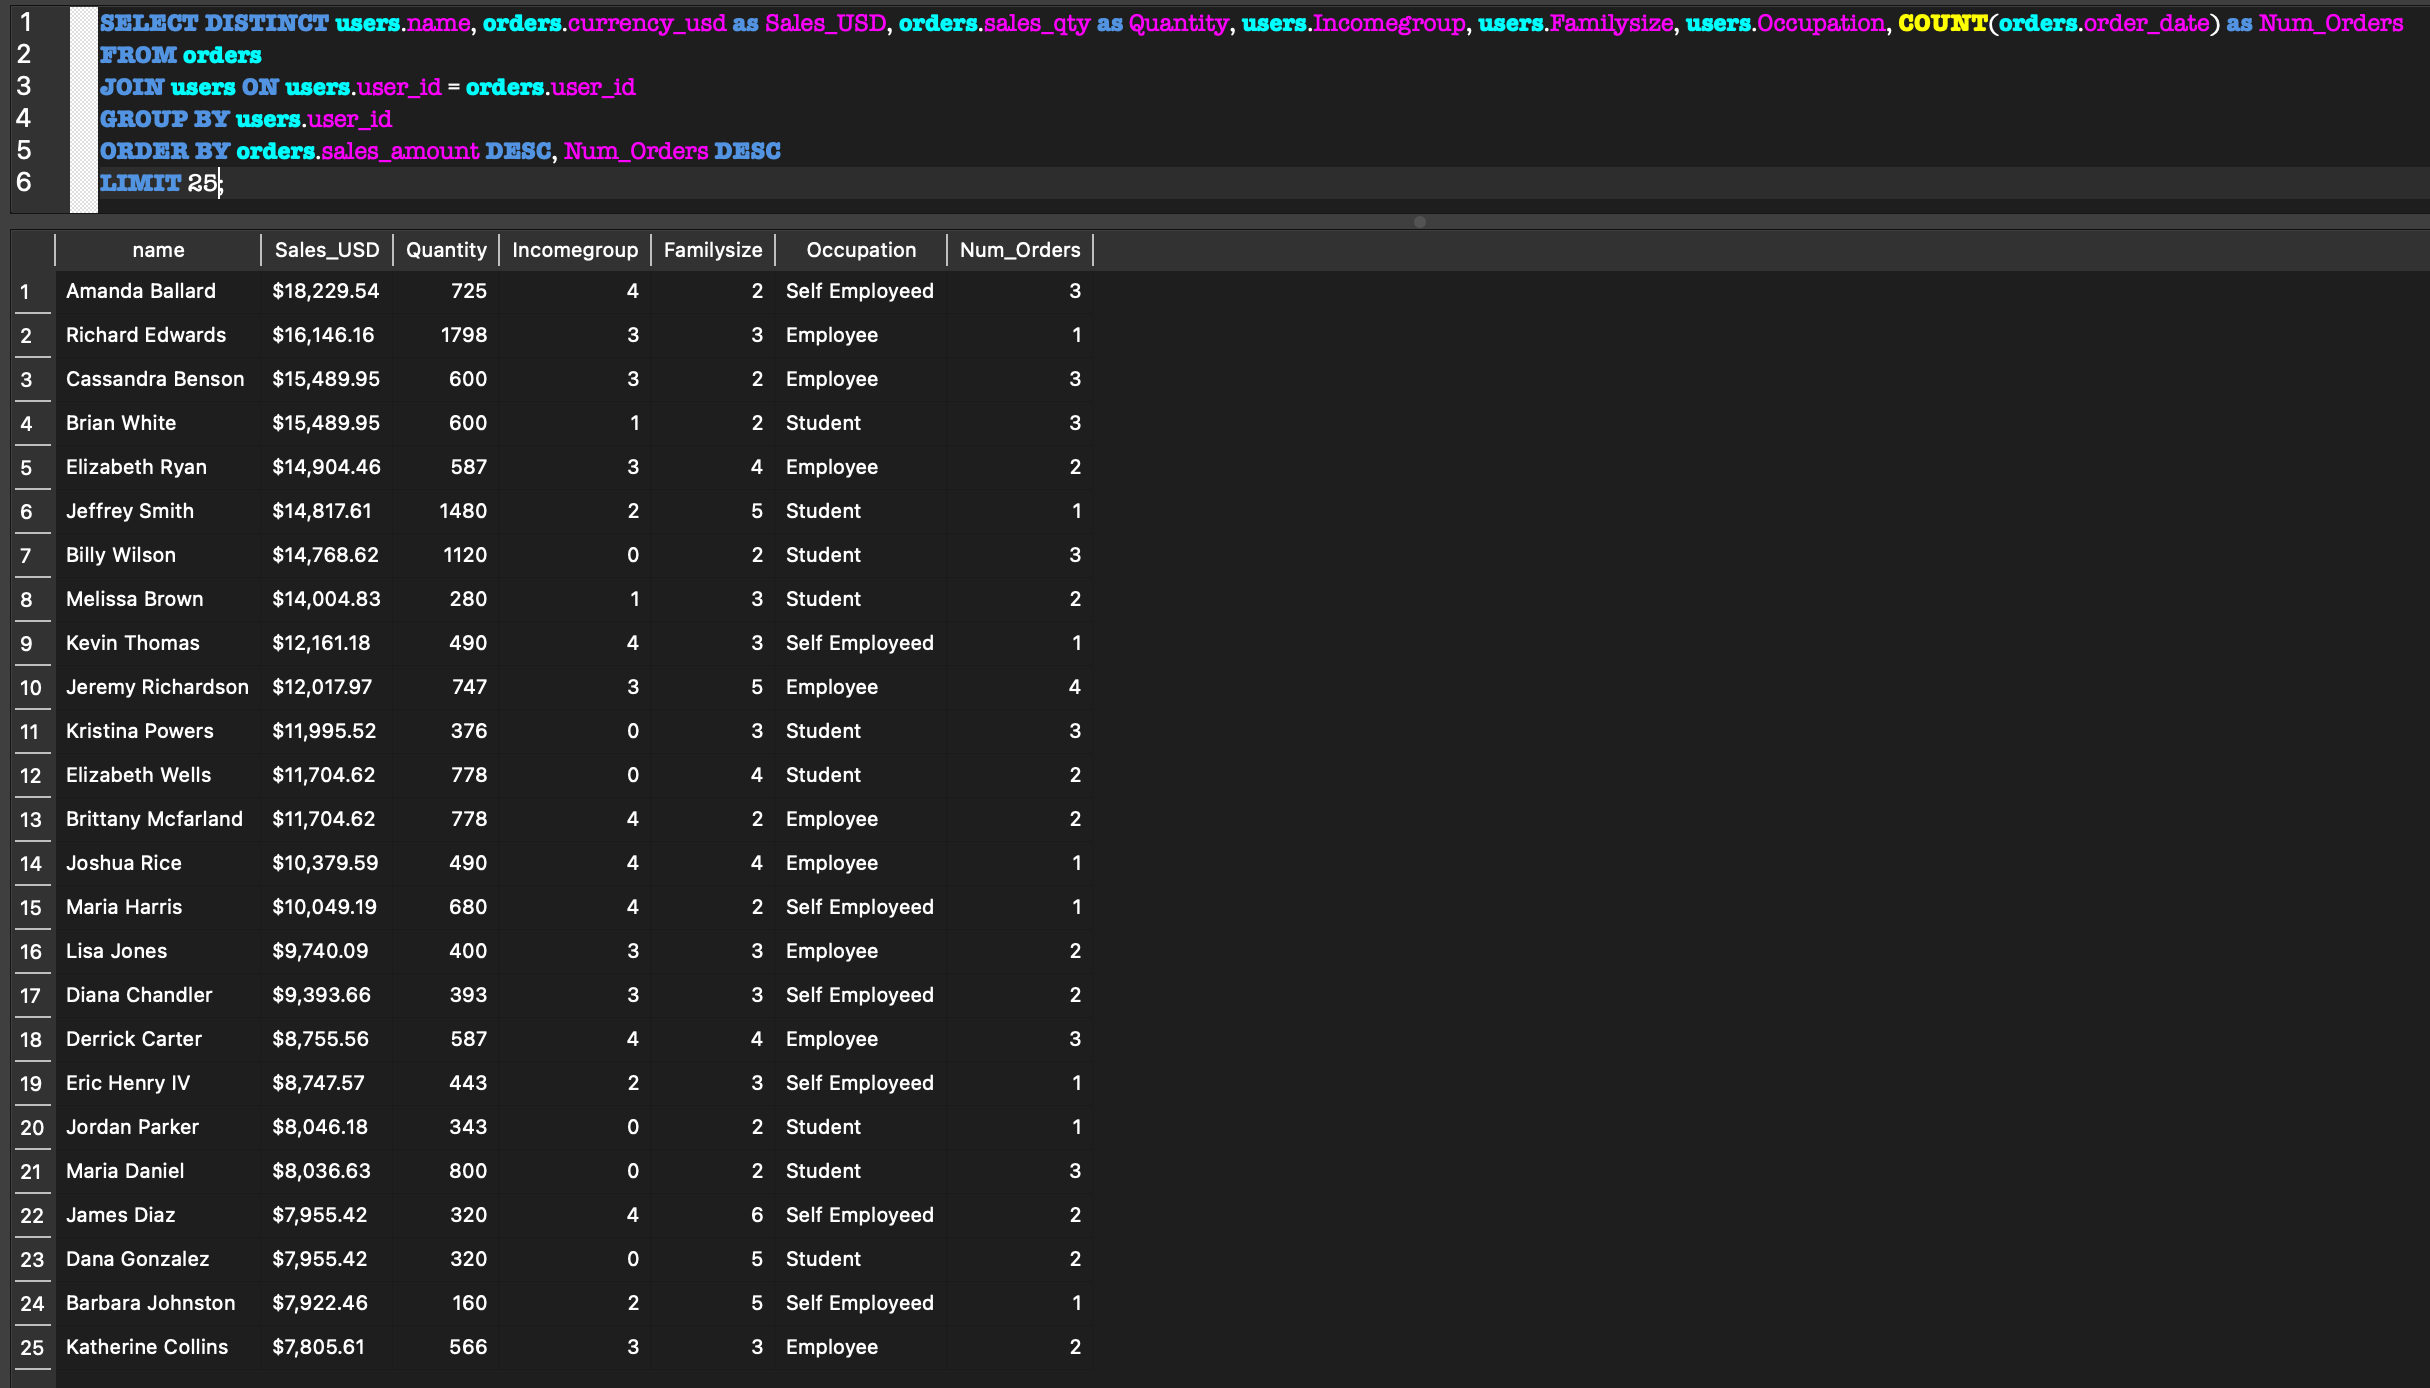 1 SELECT DISTINCT users.name, orders.currency_usd as Sales_USD, orders.sales_qty as Quantity, users.Incomegroup, users.Familysize, users.Occupation, COUNT(orders.order_date) as Num_Orders
2 FROM orders
3 JOIN users ON users.user_id = orders.user_id
4 GROUP BY users.user_id
5 ORDER BY orders.sales_amount DESC, Num_Orders DESC
6 LIMIT 25;
name Sales_USD Quantity Incomegroup Familysize Occupation Num_Orders
1 Amanda Ballard $18,229.54 725 4 2 Self Employeed 3
2 Richard Edwards $16,146.16 1798 3 3 Employee 1
3 Cassandra Benson $15,489.95 600 3 2 Employee 3
4 Brian White $15,489.95 600 1 2 Student 3
5 Elizabeth Ryan $14,904.46 587 3 4 Employee 2
6 Jeffrey Smith $14,817.61 1480 2 5 Student 1
7 Billy Wilson $14,768.62 1120 0 2 Student 3
8 Melissa Brown $14,004.83 280 1 3 Student 2
9 Kevin Thomas $12,161.18 490 4 3 Self Employeed 1
10 Jeremy Richardson $12,017.97 747 3 5 Employee 4
11 Kristina Powers $11,995.52 376 0 3 Student 3
12 Elizabeth Wells $11,704.62 778 0 4 Student 2
13 Brittany Mcfarland $11,704.62 778 4 2 Employee 2
14 Joshua Rice $10,379.59 490 4 4 Employee 1
15 Maria Harris $10,049.19 680 4 2 Self Employeed 1
16 Lisa Jones $9,740.09 400 3 3 Employee 2
17 Diana Chandler $9,393.66 393 3 3 Self Employeed 2
18 Derrick Carter $8,755.56 587 4 4 Employee 3
19 Eric Henry IV $8,747.57 443 2 3 Self Employeed 1
20 Jordan Parker $8,046.18 343 0 2 Student 1
21 Maria Daniel $8,036.63 800 0 2 Student 3
22 James Diaz $7,955.42 320 4 6 Self Employeed 2
23 Dana Gonzalez $7,955.42 320 0 5 Student 2
24 Barbara Johnston $7,922.46 160 2 5 Self Employeed 1
25 Katherine Collins $7,805.61 566 3 3 Employee 2